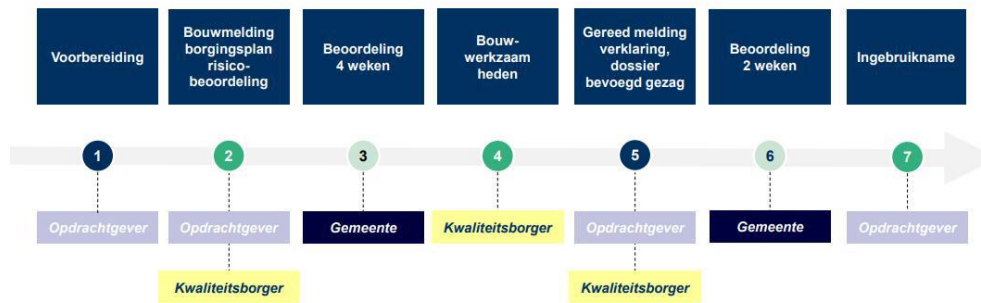 Voorbereiding
Bouwmelding
borgingsplan
risico-
beoordeling
Beoordeling
4 weken
Bouw-
werkzaam
heden
Gereed melding
verklaring,
dossier
bevoegd gezag
Beoordeling
2 weken
Ingebruikname
1
2
3
4
5
6
7
Opdrachtgever
Opdrachtgever
Gemeente
Kwaliteitsborger
Opdrachtgever
Gemeente
Opdrachtgever
Kwaliteitsborger
Kwaliteitsborger